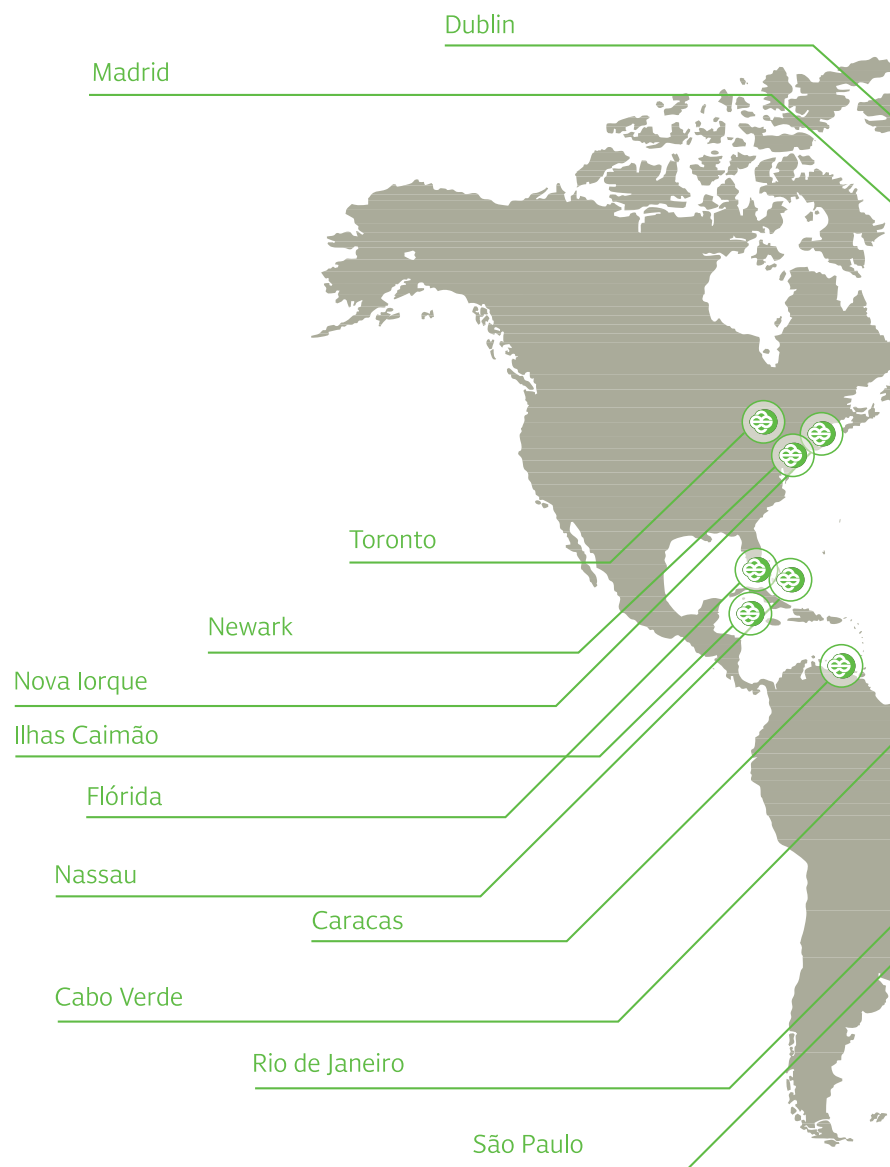 Dublin
Madrid
Toronto
Newark
Nova Iorque
Ilhas Caimão
Flórida
Nassau
Caracas
Cabo Verde
Rio de Janeiro
São Paulo